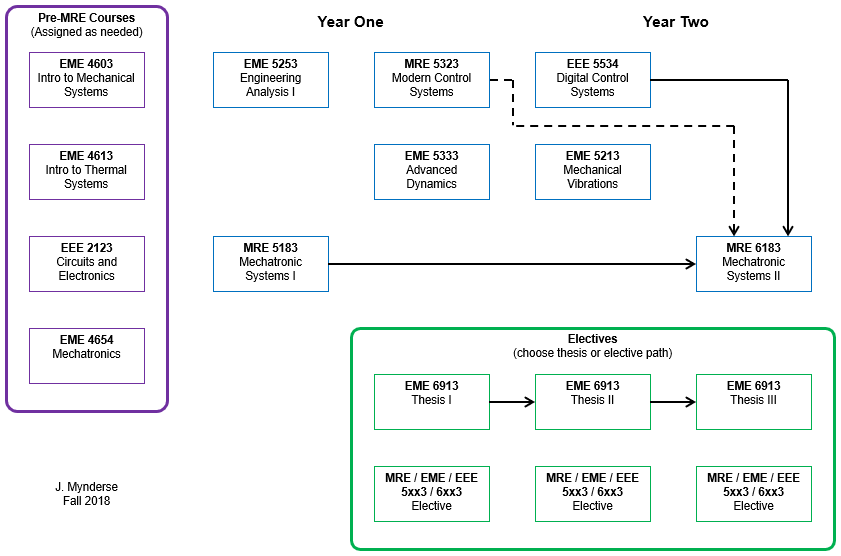 Pre-MRE Courses
(Assigned as needed)
EME 4603
Intro to Mechanical
Systems
EME 4613
Intro to Thermal
Systems
EEE 2123
Circuits and
Electronics
EME 4654
Mechatronics
J. Mynderse
Fall 2018
Year One
Year Two
EME 5253
Engineering
Analysis I
MRE 5323
Modern Control
Systems
EEE 5534
Digital Control
Systems
EME 5333
Advanced
Dynamics
EME 5213
Mechanical
Vibrations
MRE 5183
Mechatronic
Systems I
MRE 6183
Mechatronic
Systems II
Electives
(choose thesis or elective path)
EME 6913
Thesis I
EME 6913
Thesis II
EME 6913
Thesis III
MRE / EME / EEE
5xx3 / 6xx3
Elective
MRE / EME / EEE
5xx3 / 6xx3
Elective
MRE / EME / EEE
5xx3 / 6xx3
Elective